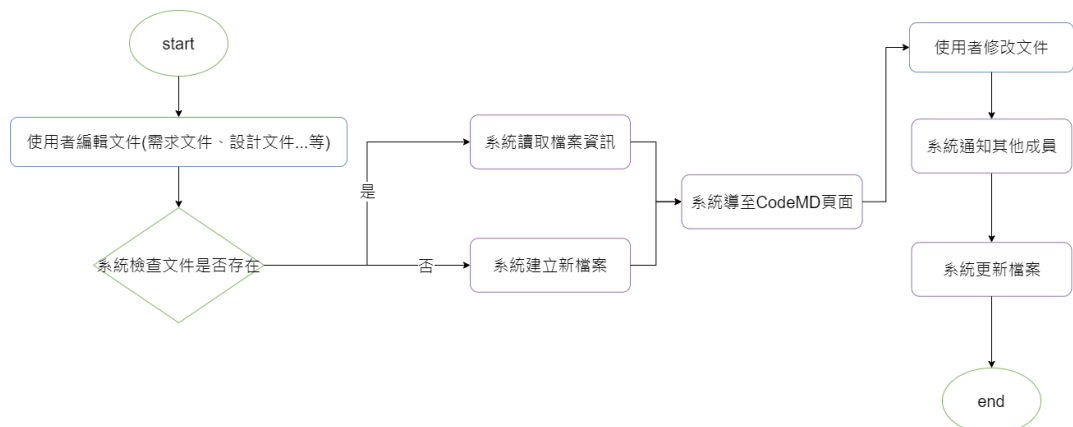 start
使用者編輯文件(需求文件、設計文件...等)
系統檢查文件是否存在
是
否
系統讀取檔案資訊
系統建立新檔案
系統導至CodeMD頁面
使用者修改文件
系統通知其他成員
系統更新檔案
end